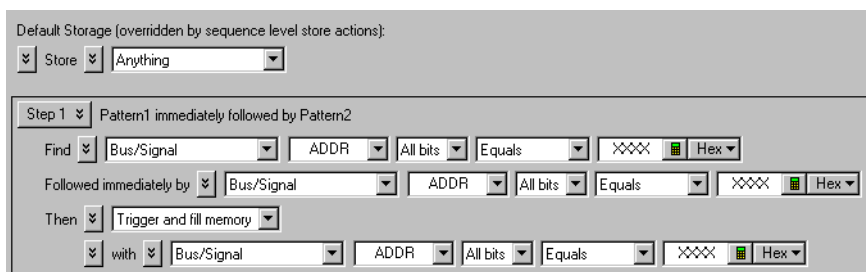 Default Storage (overridden by sequence level store actions):
Store Anything
Step 1 Pattern1 immediately followed by Pattern2
Find Bus/Signal ADDR All bits Equals XXXX Hex
Followed immediately by Bus/Signal ADDR All bits Equals XXXX Hex
Then Trigger and fill memory
with Bus/Signal ADDR All bits Equals XXXX Hex